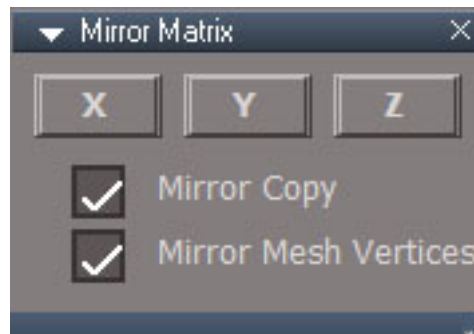 Mirror Matrix
X Y Z
Mirror Copy
Mirror Mesh Vertices